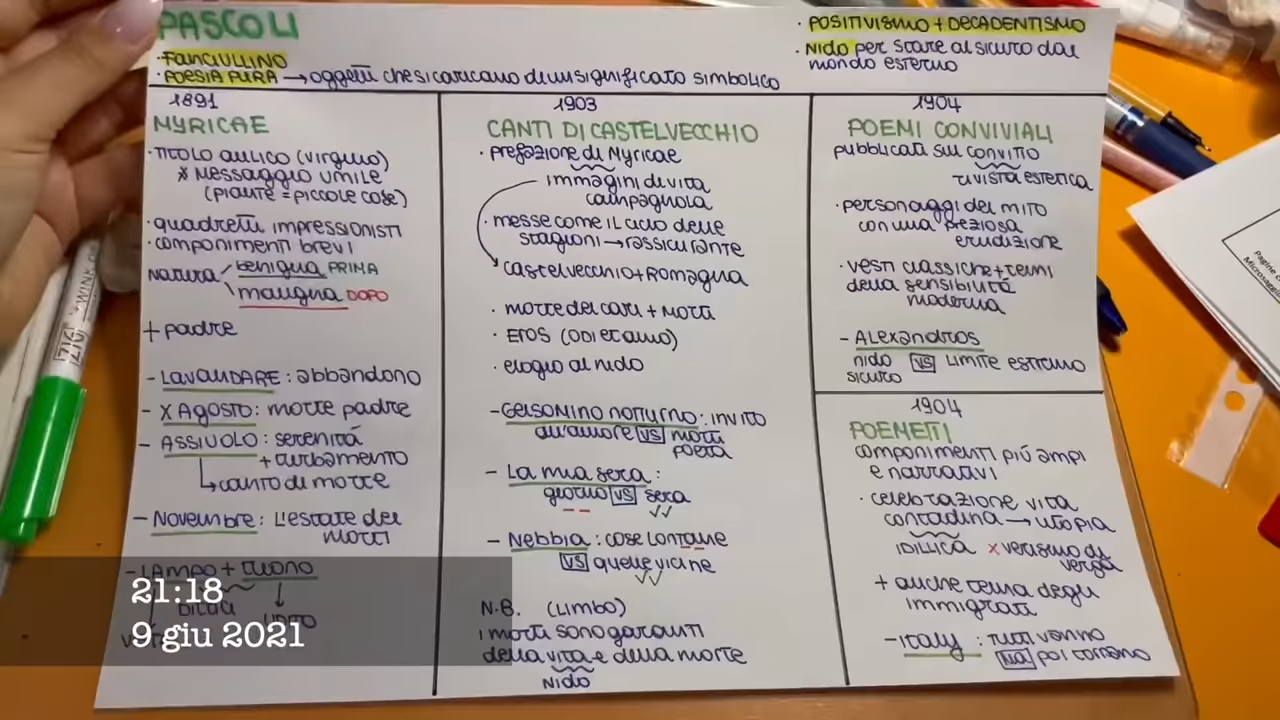 PASCOLI
· FANCIULLINO
· POESIA PURA → oggetti che si caricano di un significato simbolico
· POSITIVISMO + DECADENTISMO
· NIDO per stare al sicuro dal
mondo esterno
1891
MYRICAE
· TITOLO aulico (Virgilio)
x MESSAGGIO UMILE
(piante = piccole cose)
· quadretti impressionisti
· componimenti brevi
Natura benigna PRIMA
maligna DOPO
+ padre
- LAVANDARE : abbandono
- X AGOSTO : morte padre
- ASSIUOLO : serenità
+ turbamento
↳ canto di morte
- NOVEMBRE : L'estate dei
morti
- LAMPO + tuono
↓
21:18
9 giu 2021
1903
CANTI DI CASTELVECCHIO
· prefazione di Myricae
immagini di vita
campagnola
· messe come il ciclo delle
stagioni → rassicurante
castelvecchio + Romagna
· morte dei cari + Morti
· EROS (ODI et amo)
· elogio al nido
- GELSOMINO NOTTURNO : invito
all'amore VS morti
poeta
- La mia sera :
giorno VS sera
- Nebbia : cose lontane
VS quelle vicine
N.B. (Limbo)
i morti sono garanti
della vita e della morte
NIDO
1904
POEMI CONVIVIALI
pubblicati sul CONVITO
rivista estetica
· personaggi del MITO
con una preziosa
erudizione
· vesti classiche + temi
della sensibilità
moderna
- ALexandros
nido
sicuro VS LIMITE estremo
1904
POEMETTI
componimenti più ampi
e narrativi
· celebrazione vita
contadina → utopia
IDILLICA x verismo di
verga
+ anche tema degli
immigrati
- Italy : tutti vanno
MA poi tornano